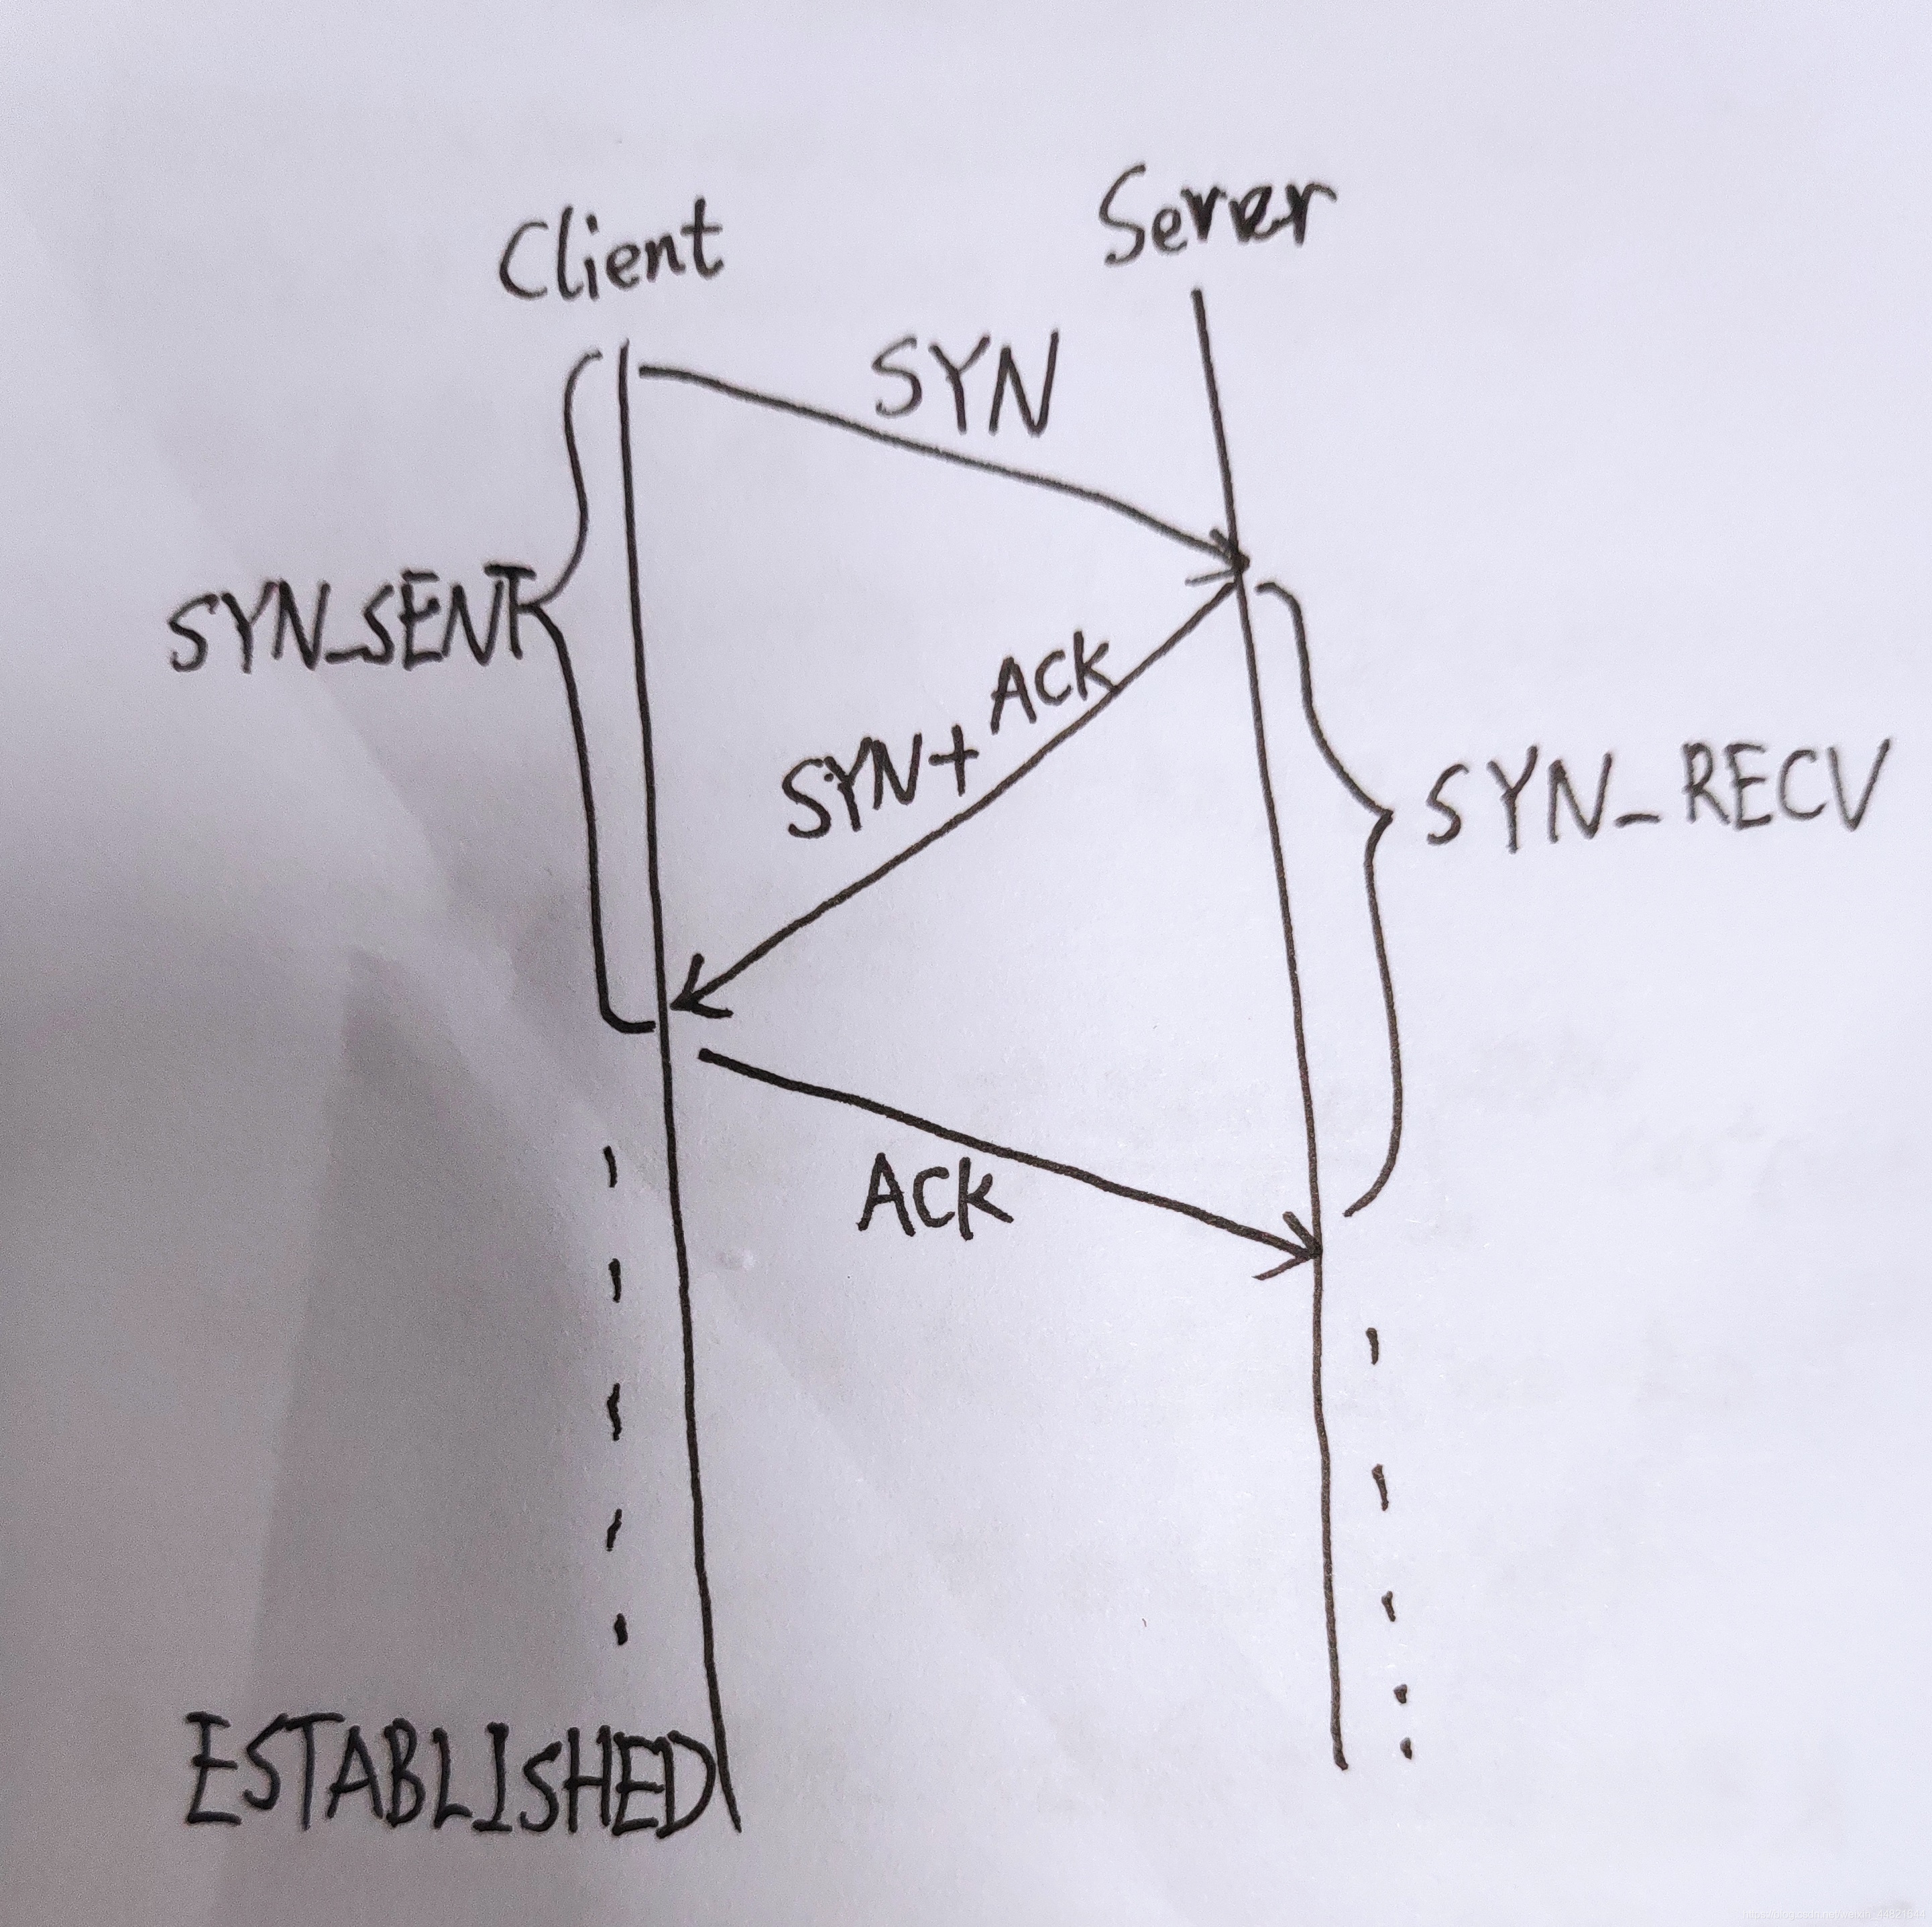 Client
Server
SYN
SYN_SENT
SYN+ACK
SYN_RECV
ACK
ESTABLISHED